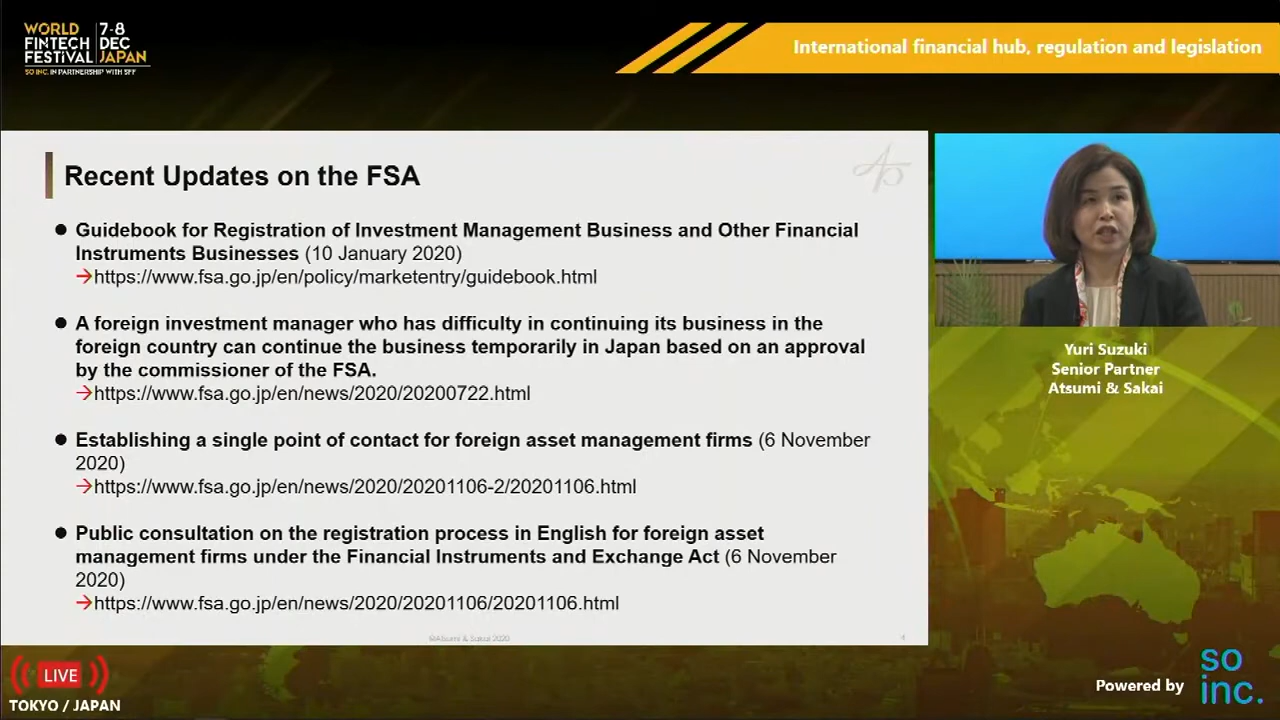 WORLD
FINTECH
FESTIVAL
7-8
DEC
JAPAN
SO INC. IN PARTNERSHIP WITH SFF
International financial hub, regulation and legislation
Recent Updates on the FSA
● Guidebook for Registration of Investment Management Business and Other Financial
Instruments Businesses (10 January 2020)
→https://www.fsa.go.jp/en/policy/marketentry/guidebook.html
● A foreign investment manager who has difficulty in continuing its business in the
foreign country can continue the business temporarily in Japan based on an approval
by the commissioner of the FSA.
→https://www.fsa.go.jp/en/news/2020/20200722.html
● Establishing a single point of contact for foreign asset management firms (6 November
2020)
→https://www.fsa.go.jp/en/news/2020/20201106-2/20201106.html
● Public consultation on the registration process in English for foreign asset
management firms under the Financial Instruments and Exchange Act (6 November
2020)
→https://www.fsa.go.jp/en/news/2020/20201106/20201106.html
©Atsumi & Sakai 2020
4
Yuri Suzuki
Senior Partner
Atsumi & Sakai
LIVE
TOKYO / JAPAN
Powered by
so
inc.